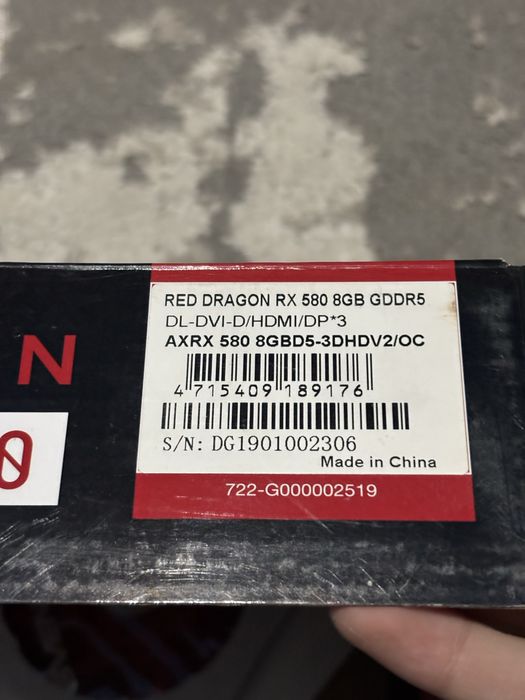 RED DRAGON RX 580 8GB GDDR5
DL-DVI-D/HDMI/DP*3
AXRX 580 8GBD5-3DHDV2/OC
N
4 715409 189176
0
S/N: DG1901002306
Made in China
722-G000002519